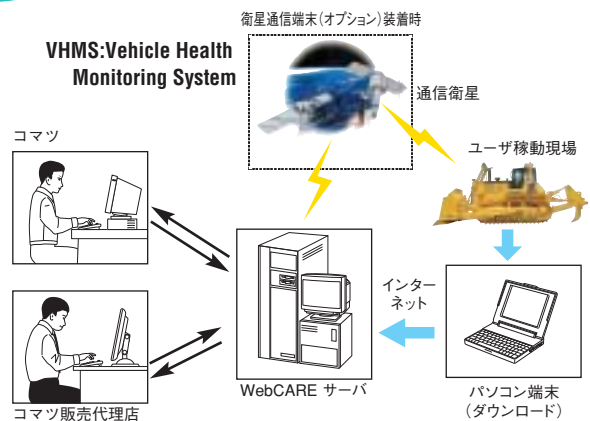 衛星通信端末(オプション)装着時
VHMS:Vehicle Health
Monitoring System
通信衛星
コマツ
ユーザ稼動現場
インター
ネット
WebCARE サーバ
パソコン端末
(ダウンロード)
コマツ販売代理店